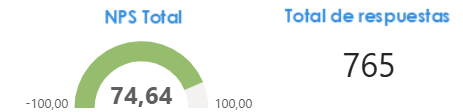 NPS Total
Total de respuestas
765
74,64
-100,00
100,00